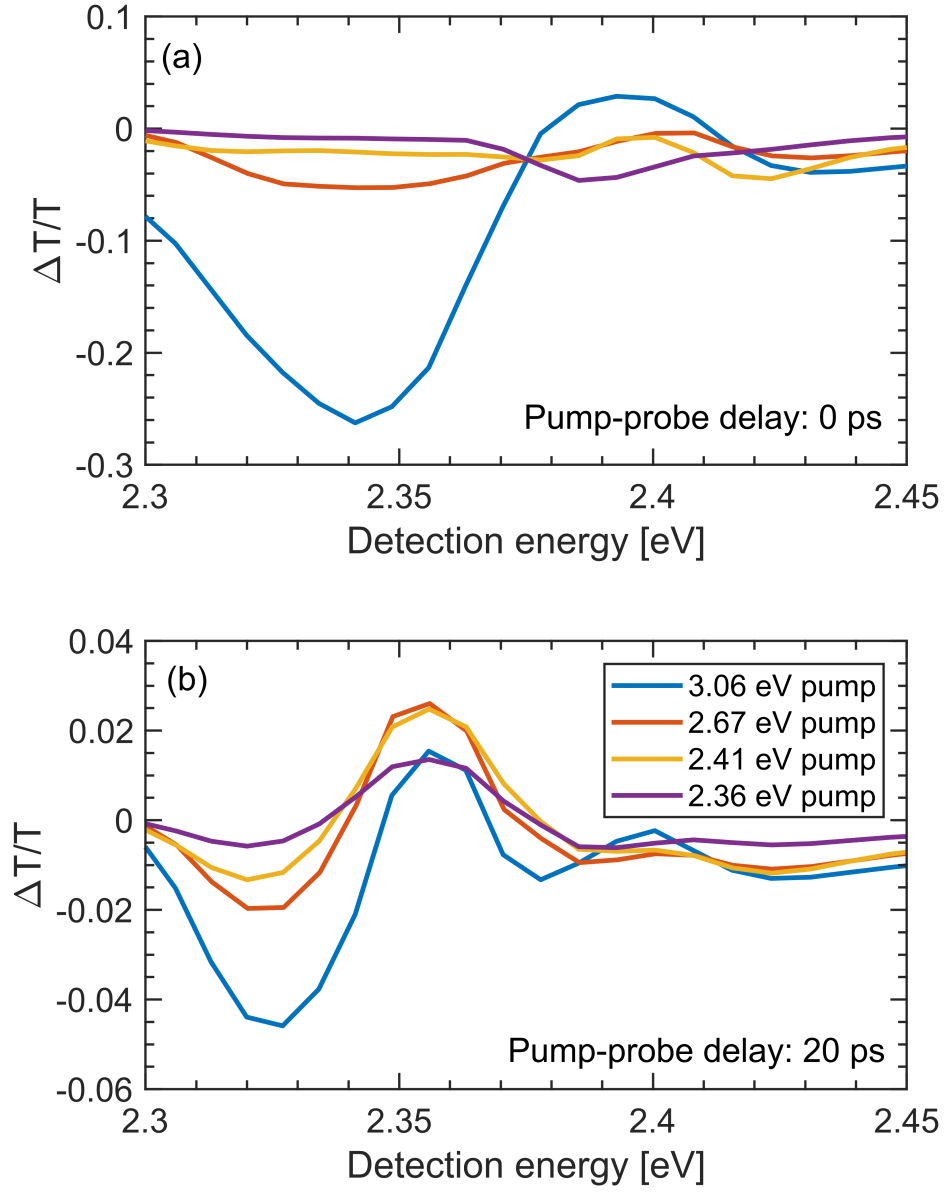 (a)
0.1
0
-0.1
-0.2
-0.3
ΔT/T
Pump-probe delay: 0 ps
2.3 2.35 2.4 2.45
Detection energy [eV]
(b)
0.04
0.02
0
-0.02
-0.04
-0.06
ΔT/T
3.06 eV pump
2.67 eV pump
2.41 eV pump
2.36 eV pump
Pump-probe delay: 20 ps
2.3 2.35 2.4 2.45
Detection energy [eV]